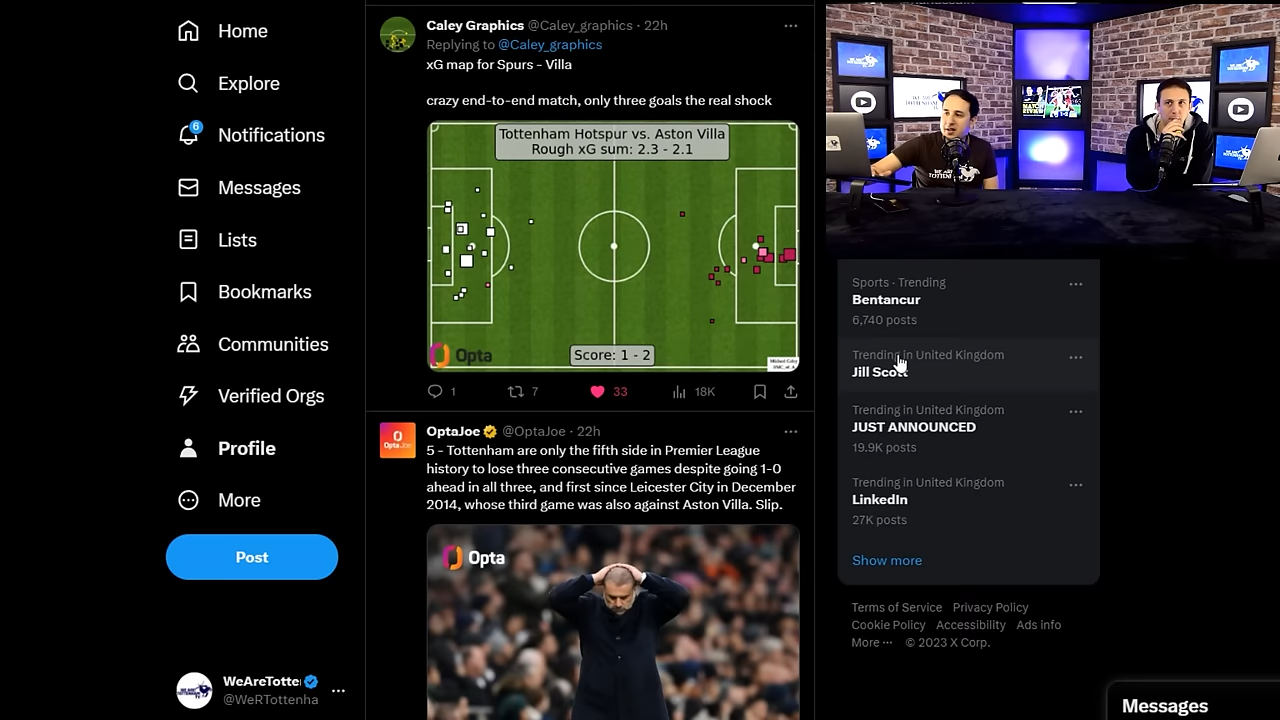 Home
Explore
6
Notifications
Messages
Lists
Bookmarks
Communities
Verified Orgs
Profile
More
Post
WeAreTotte
@WeRTottenha
Caley Graphics @Caley_graphics · 22h
Replying to @Caley_graphics
xG map for Spurs - Villa
crazy end-to-end match, only three goals the real shock
Tottenham Hotspur vs. Aston Villa
Rough xG sum: 2.3 - 2.1
Opta
Score: 1 - 2
1
7
33
18K
OptaJoe @OptaJoe · 22h
5 - Tottenham are only the fifth side in Premier League
history to lose three consecutive games despite going 1-0
ahead in all three, and first since Leicester City in December
2014, whose third game was also against Aston Villa. Slip.
Opta
Sports · Trending
Bentancur
6,740 posts
Trending in United Kingdom
Jill Scott
Trending in United Kingdom
JUST ANNOUNCED
19.9K posts
Trending in United Kingdom
LinkedIn
27K posts
Show more
Terms of Service Privacy Policy
Cookie Policy Accessibility Ads info
More ··· © 2023 X Corp.
Messages